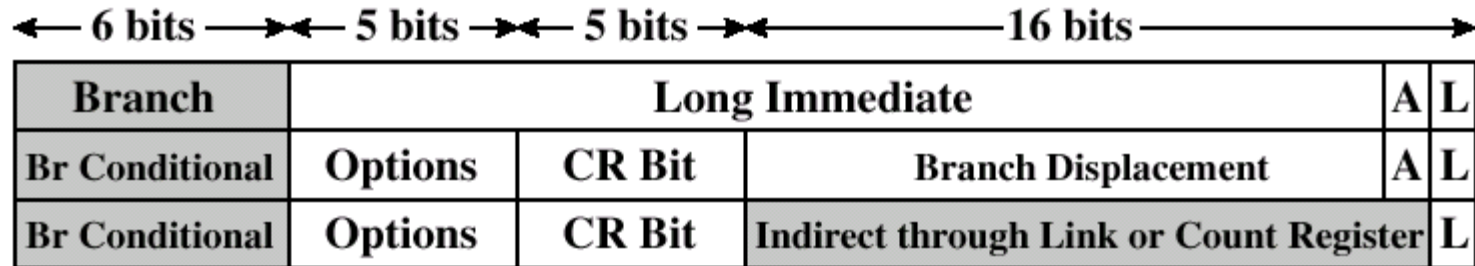 6 bits 5 bits 5 bits 16 bits
Branch Long Immediate A L
Br Conditional Options CR Bit Branch Displacement A L
Br Conditional Options CR Bit Indirect through Link or Count Register L